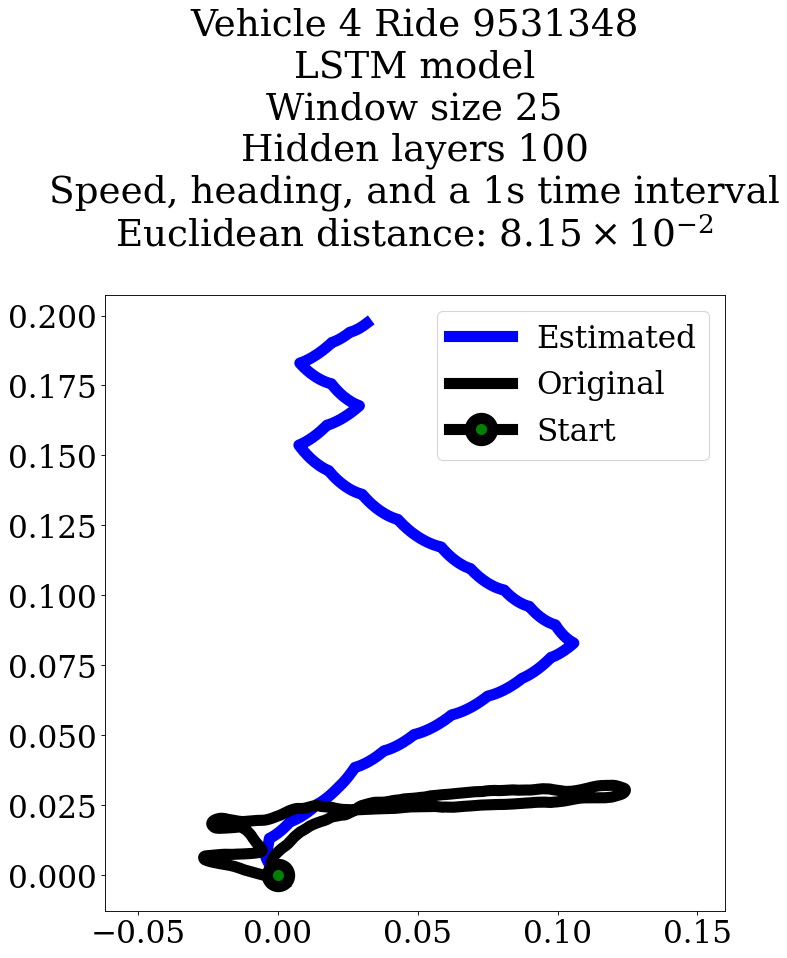 Vehicle 4 Ride 9531348
LSTM model
Window size 25
Hidden layers 100
Speed, heading, and a 1s time interval
Euclidean distance: 8.15 × 10⁻²
Estimated
Original
Start
0.200
0.175
0.150
0.125
0.100
0.075
0.050
0.025
0.000
−0.05 0.00 0.05 0.10 0.15